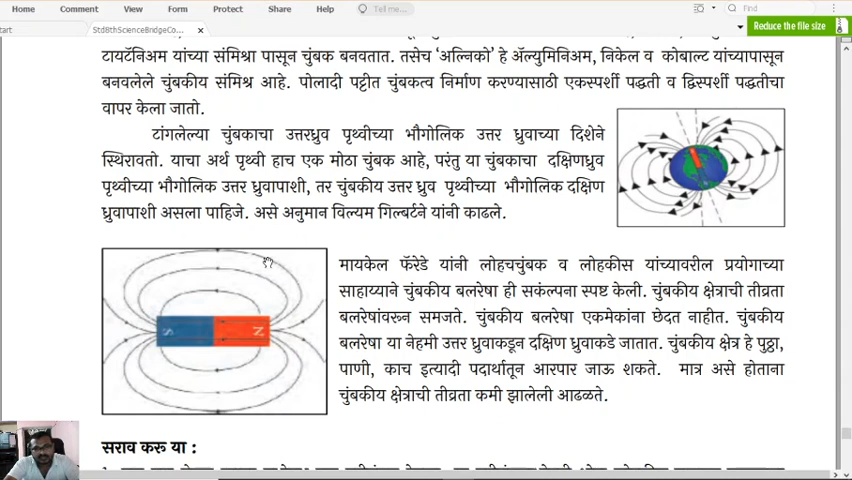 Home Comment View Form Protect Share Help Tell me... Find
tart Std8thScienceBridgeCo... × Reduce the file size
टायटॅनिअम यांच्या संमिश्रा पासून चुंबक बनवतात. तसेच ‘अल्निको’ हे ॲल्युमिनिअम, निकेल व कोबाल्ट यांच्यापासून
बनवलेले चुंबकीय संमिश्र आहे. पोलादी पट्टीत चुंबकत्व निर्माण करण्यासाठी एकस्पर्शी पद्धती व द्विस्पर्शी पद्धतीचा
वापर केला जातो.
टांगलेल्या चुंबकाचा उत्तरध्रुव पृथ्वीच्या भौगोलिक उत्तर ध्रुवाच्या दिशेने
स्थिरावतो. याचा अर्थ पृथ्वी हाच एक मोठा चुंबक आहे, परंतु या चुंबकाचा दक्षिणध्रुव
पृथ्वीच्या भौगोलिक उत्तर ध्रुवापाशी, तर चुंबकीय उत्तर ध्रुव पृथ्वीच्या भौगोलिक दक्षिण
ध्रुवापाशी असला पाहिजे. असे अनुमान विल्यम गिल्बर्टने यांनी काढले.
S N
मायकेल फॅरेडे यांनी लोहचचुंबक व लोहकीस यांच्यावरील प्रयोगाच्या
साहाय्याने चुंबकीय बलरेषा ही सकंल्पना स्पष्ट केली. चुंबकीय क्षेत्राची तीव्रता
बलरेषांवरून समजते. चुंबकीय बलरेषा एकमेकांना छेदत नाहीत. चुंबकीय
बलरेषा या नेहमी उत्तर ध्रुवाकडून दक्षिण ध्रुवाकडे जातात. चुंबकीय क्षेत्र हे पुठ्ठा,
पाणी, काच इत्यादी पदार्थातून आरपार जाऊ शकते. मात्र असे होताना
चुंबकीय क्षेत्राची तीव्रता कमी झालेली आढळते.
सराव करू या :